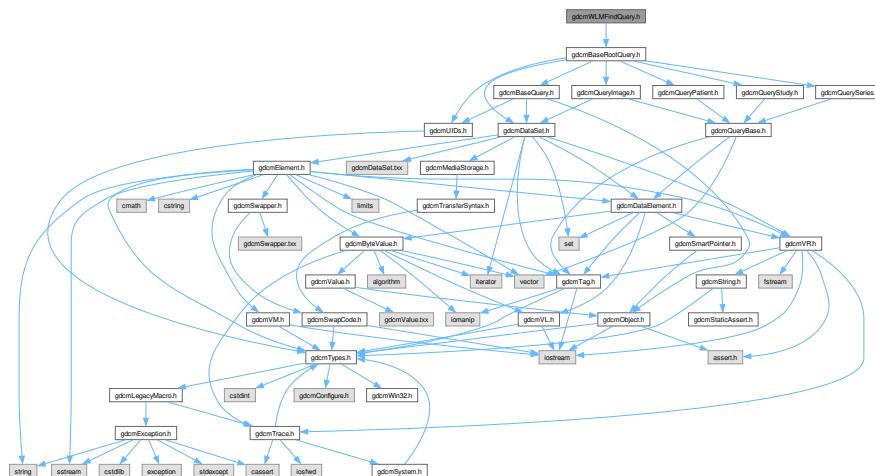 gdcmWLMFindQuery.h
gdcmBaseRootQuery.h
gdcmBaseQuery.h
gdcmQueryImage.h
gdcmQueryPatient.h
gdcmQueryStudy.h
gdcmQuerySeries.
gdcmUIDs.h
gdcmDataSet.h
gdcmQueryBase.h
gdcmElement.h
gdcmDataSet.txx
gdcmMediaStorage.h
cmath
cstring
gdcmSwapper.h
limits
gdcmTransferSyntax.h
gdcmDataElement.h
gdcmSwapper.txx
gdcmByteValue.h
set
gdcmSmartPointer.h
gdcmVR.h
gdcmValue.h
algorithm
iterator
vector
gdcmTag.h
gdcmString.h
fstream
gdcmVM.h
gdcmSwapCode.h
gdcmValue.txx
iomanip
gdcmVL.h
gdcmObject.h
gdcmStaticAssert.h
gdcmTypes.h
iostream
assert.h
gdcmLegacyMacro.h
cstdint
gdcmConfigure.h
gdcmWin32.h
gdcmException.h
gdcmTrace.h
string
sstream
cstdlib
exception
stdexcept
cassert
iosfwd
gdcmSystem.h